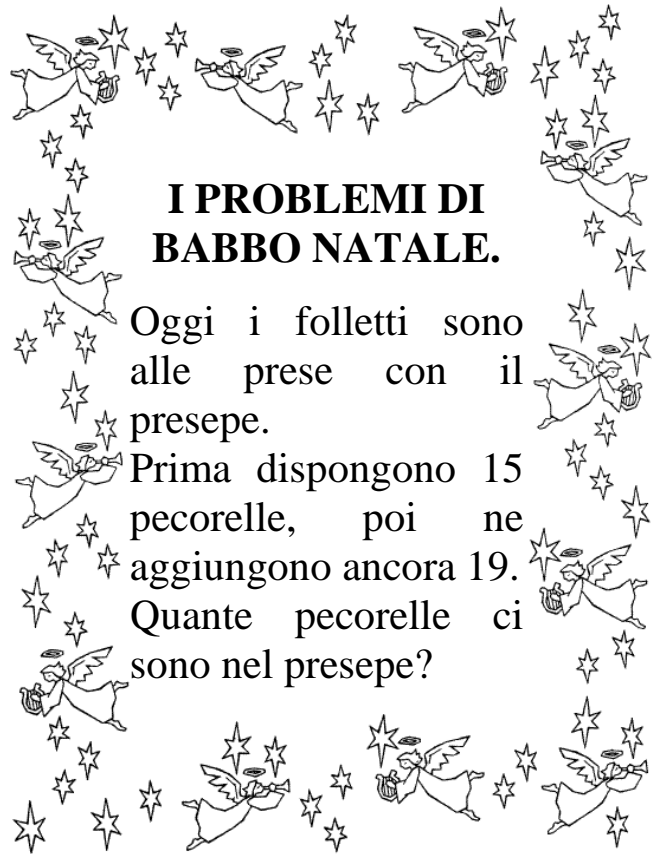 I PROBLEMI DI
BABBO NATALE.
Oggi i folletti sono
alle prese con il
presepe.
Prima dispongono 15
pecorelle, poi ne
aggiungono ancora 19.
Quante pecorelle ci
sono nel presepe?